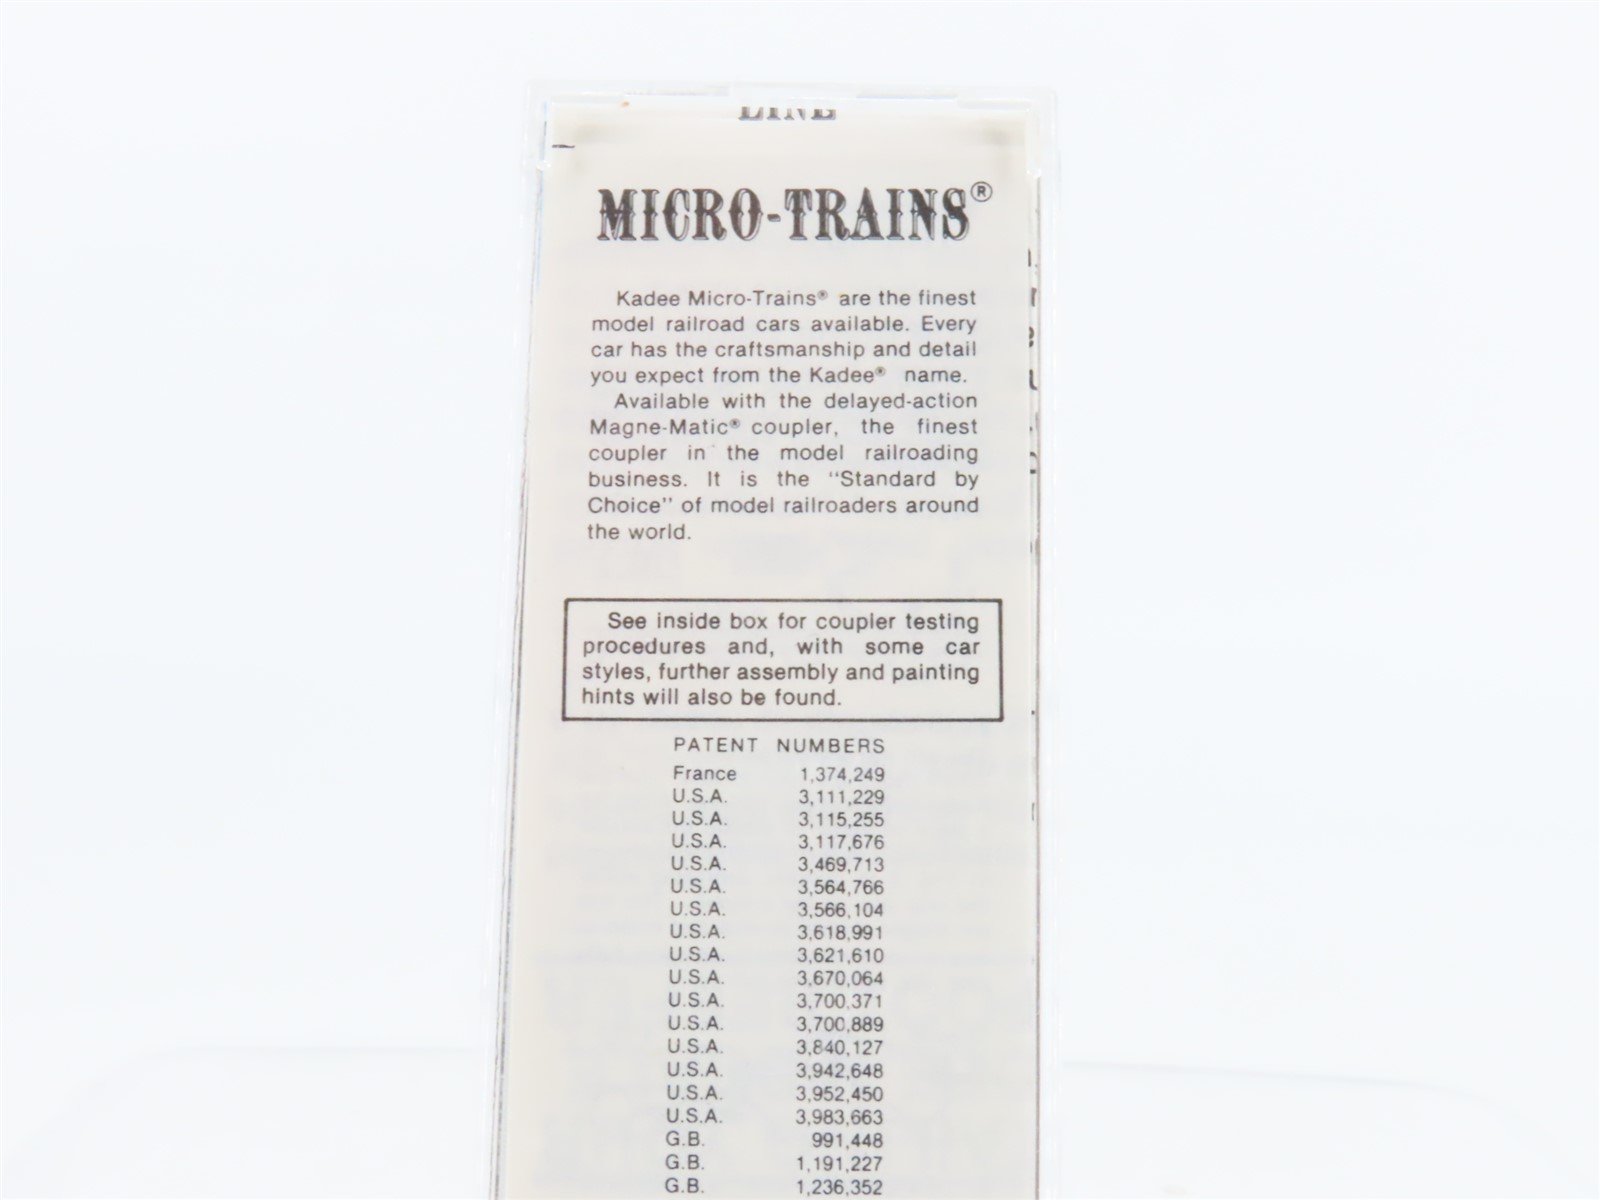 LINE
MICRO-TRAINS®
Kadee Micro-Trains® are the finest
model railroad cars available. Every
car has the craftsmanship and detail
you expect from the Kadee® name.
Available with the delayed-action
Magne-Matic® coupler, the finest
coupler in the model railroading
business. It is the "Standard by
Choice" of model railroaders around
the world.
See inside box for coupler testing
procedures and, with some car
styles, further assembly and painting
hints will also be found.
PATENT NUMBERS
France 1,374,249
U.S.A. 3,111,229
U.S.A. 3,115,255
U.S.A. 3,117,676
U.S.A. 3,469,713
U.S.A. 3,564,766
U.S.A. 3,566,104
U.S.A. 3,618,991
U.S.A. 3,621,610
U.S.A. 3,670,064
U.S.A. 3,700,371
U.S.A. 3,700,889
U.S.A. 3,840,127
U.S.A. 3,942,648
U.S.A. 3,952,450
U.S.A. 3,983,663
G.B. 991,448
G.B. 1,191,227
G.B. 1,236,352